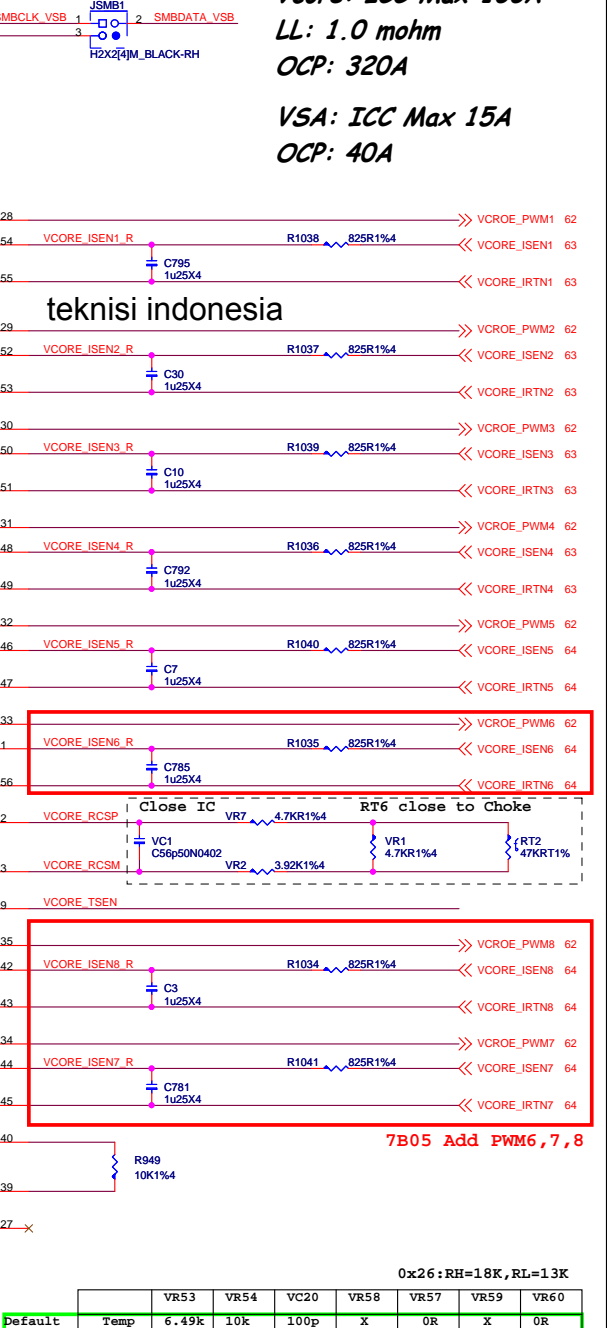 JSMB1
SMBCLK_VSB 1 2 SMBDATA_VSB
3
H2X2[4]M_BLACK-RH
LL: 1.0 mohm
OCP: 320A
VSA: ICC Max 15A
OCP: 40A
28 VCROE_PWM1 62
54 VCORE_ISEN1_R R1038 825R1%4 VCORE_ISEN1 63
C795
1u25X4
55 VCORE_IRTN1 63
teknisi indonesia
29 VCROE_PWM2 62
52 VCORE_ISEN2_R R1037 825R1%4 VCORE_ISEN2 63
C30
1u25X4
53 VCORE_IRTN2 63
30 VCROE_PWM3 62
50 VCORE_ISEN3_R R1039 825R1%4 VCORE_ISEN3 63
C10
1u25X4
51 VCORE_IRTN3 63
31 VCROE_PWM4 62
48 VCORE_ISEN4_R R1036 825R1%4 VCORE_ISEN4 63
C792
1u25X4
49 VCORE_IRTN4 63
32 VCROE_PWM5 62
46 VCORE_ISEN5_R R1040 825R1%4 VCORE_ISEN5 64
C7
1u25X4
47 VCORE_IRTN5 64
33 VCROE_PWM6 62
1 VCORE_ISEN6_R R1035 825R1%4 VCORE_ISEN6 64
C785
1u25X4
56 VCORE_IRTN6 64
Close IC RT6 close to Choke
2 VCORE_RCSP VR7 4.7KR1%4
VC1 VR1 RT2
C56p50N0402 4.7KR1%4 47KRT1%
3 VCORE_RCSM VR2 3.92K1%4
9 VCORE_TSEN
35 VCROE_PWM8 62
42 VCORE_ISEN8_R R1034 825R1%4 VCORE_ISEN8 64
C3
1u25X4
43 VCORE_IRTN8 64
34 VCROE_PWM7 62
44 VCORE_ISEN7_R R1041 825R1%4 VCORE_ISEN7 64
C781
1u25X4
45 VCORE_IRTN7 64
7B05 Add PWM6,7,8
40
R949
10K1%4
39
27
0x26:RH=18K,RL=13K
VR53 VR54 VC20 VR58 VR57 VR59 VR60
Default Temp 6.49k 10k 100p X 0R X 0R